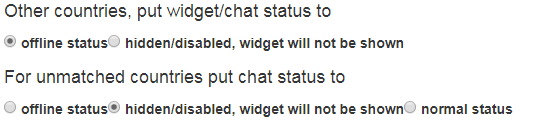 Other countries, put widget/chat status to
offline status hidden/disabled, widget will not be shown
For unmatched countries put chat status to
offline status hidden/disabled, widget will not be shown normal status